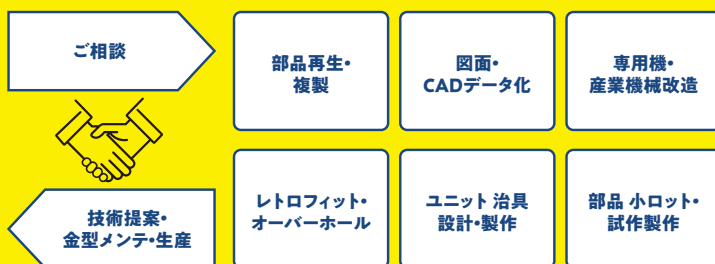 ご相談
部品再生・
複製
図面・
CADデータ化
専用機・
産業機械改造
技術提案・
金型メンテ・生産
レトロフィット・
オーバーホール
ユニット 治具
設計・製作
部品 小ロット・
試作製作